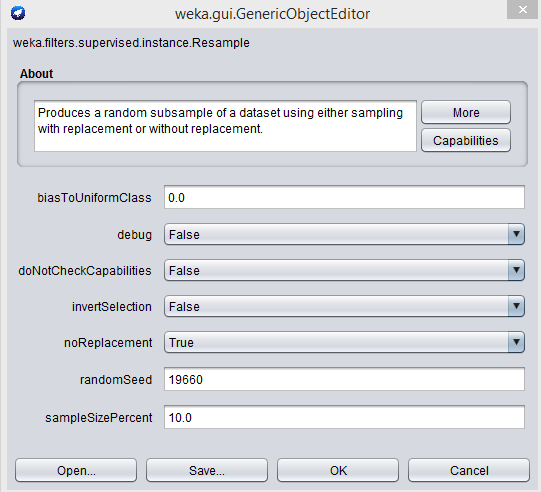 weka.gui.GenericObjectEditor
weka.filters.supervised.instance.Resample
About
Produces a random subsample of a dataset using either sampling
with replacement or without replacement.
More
Capabilities
biasToUniformClass 0.0
debug False
doNotCheckCapabilities False
invertSelection False
noReplacement True
randomSeed 19660
sampleSizePercent 10.0
Open... Save... OK Cancel